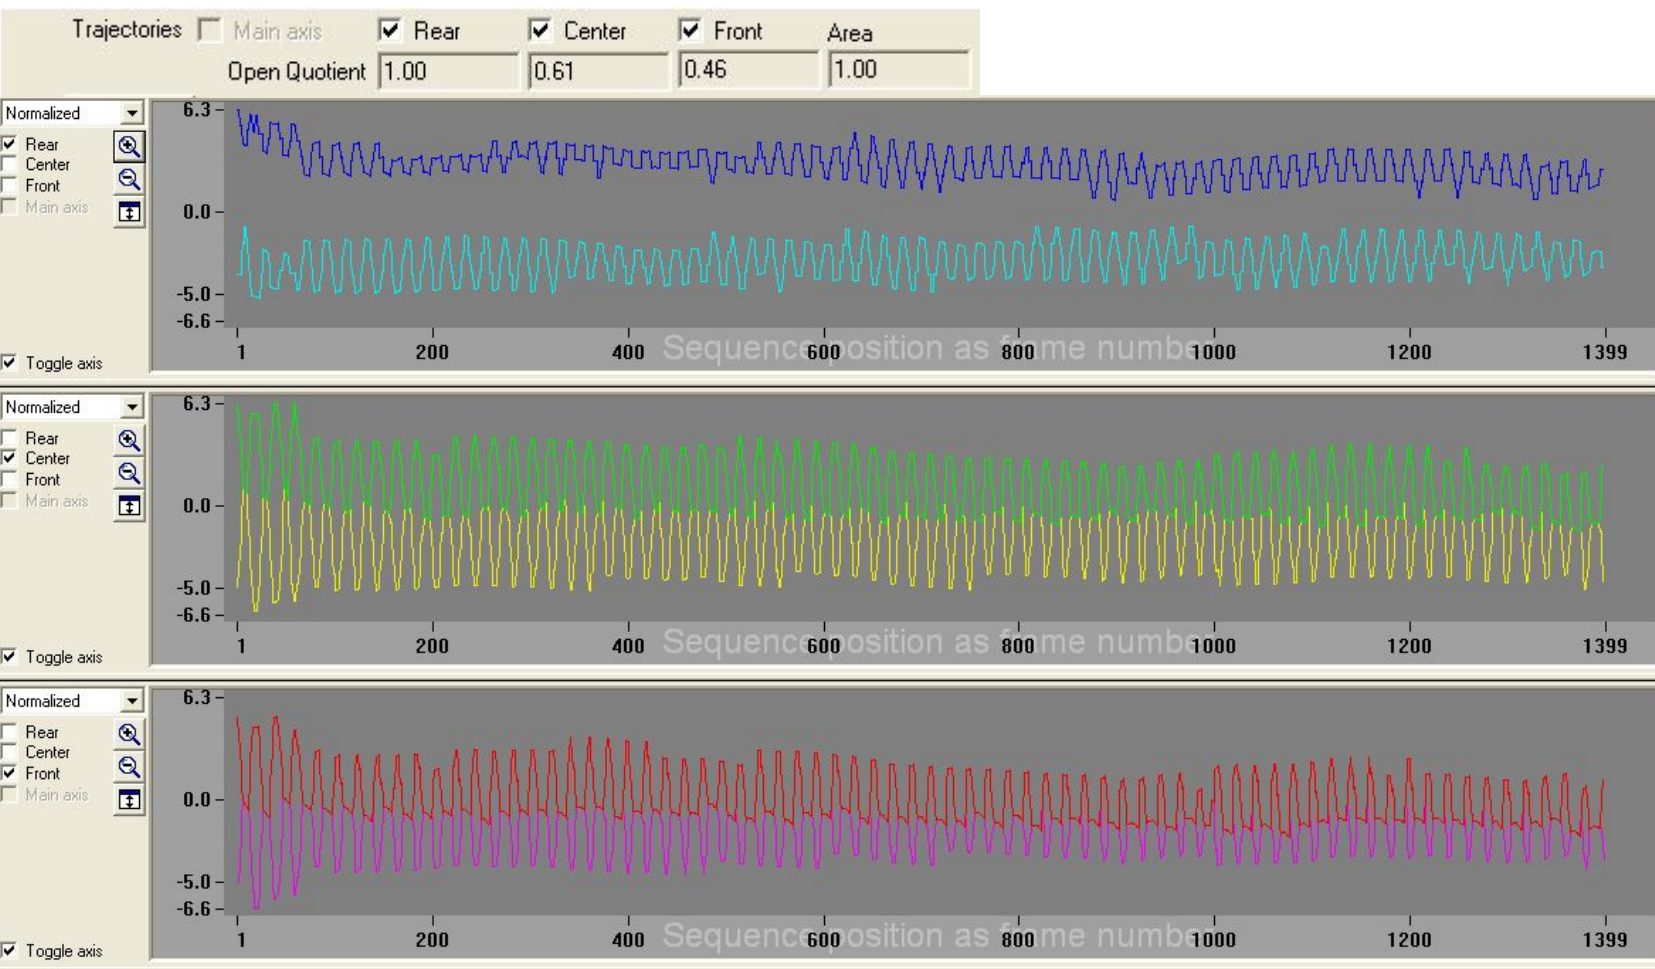 Trajectories Main axis Rear Center Front Area
Open Quotient 1.00 0.61 0.46 1.00
Normalized
Rear
Center
Front
Main axis
Toggle axis
6.3
0.0
-5.0
-6.6
1 200 400 600 800 1000 1200 1399
Sequence position as frame number
Normalized
Rear
Center
Front
Main axis
Toggle axis
6.3
0.0
-5.0
-6.6
1 200 400 600 800 1000 1200 1399
Sequence position as frame number
Normalized
Rear
Center
Front
Main axis
Toggle axis
6.3
0.0
-5.0
-6.6
1 200 400 600 800 1000 1200 1399
Sequence position as frame number